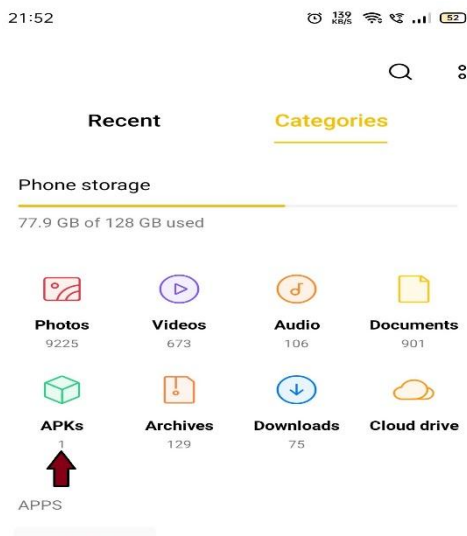 21:52 139 KB/S 52
Recent Categories
Phone storage
77.9 GB of 128 GB used
Photos Videos Audio Documents
9225 673 106 901
APKs Archives Downloads Cloud drive
1 129 75
APPS